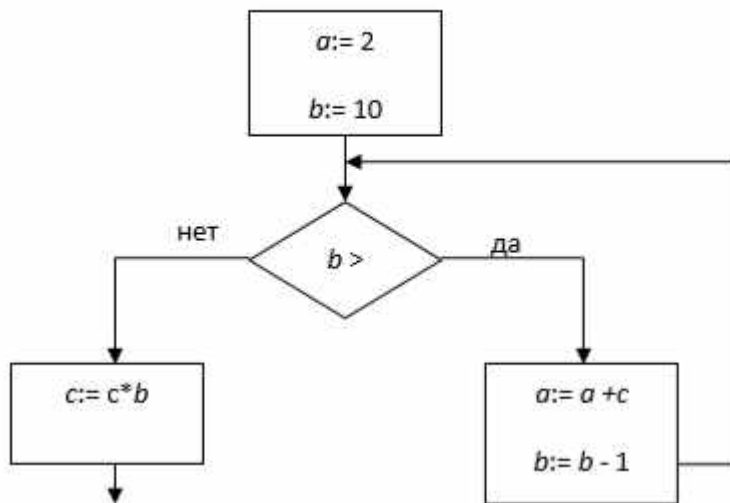 a:= 2
b:= 10
нет
b >
да
c:= c*b
a:= a +c
b:= b - 1